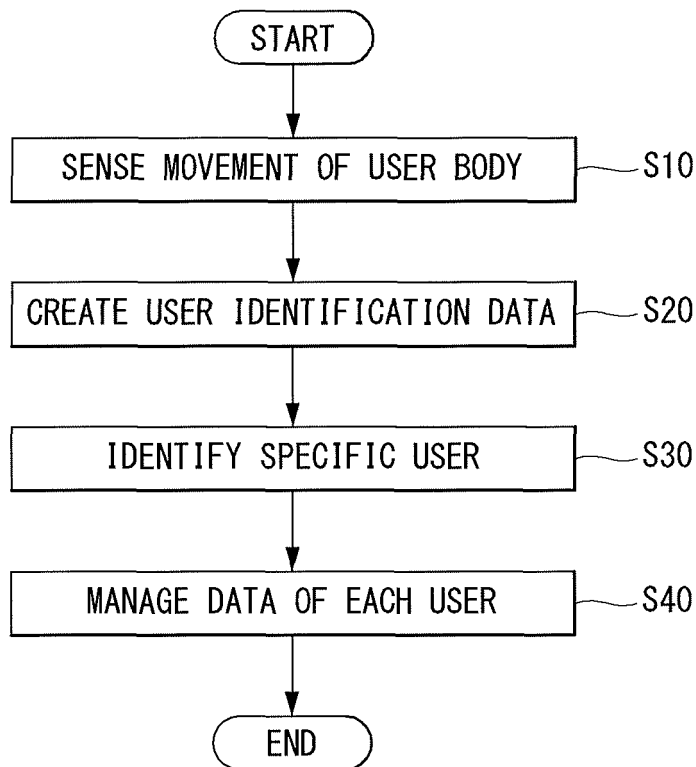 START
SENSE MOVEMENT OF USER BODY S10
CREATE USER IDENTIFICATION DATA S20
IDENTIFY SPECIFIC USER S30
MANAGE DATA OF EACH USER S40
END